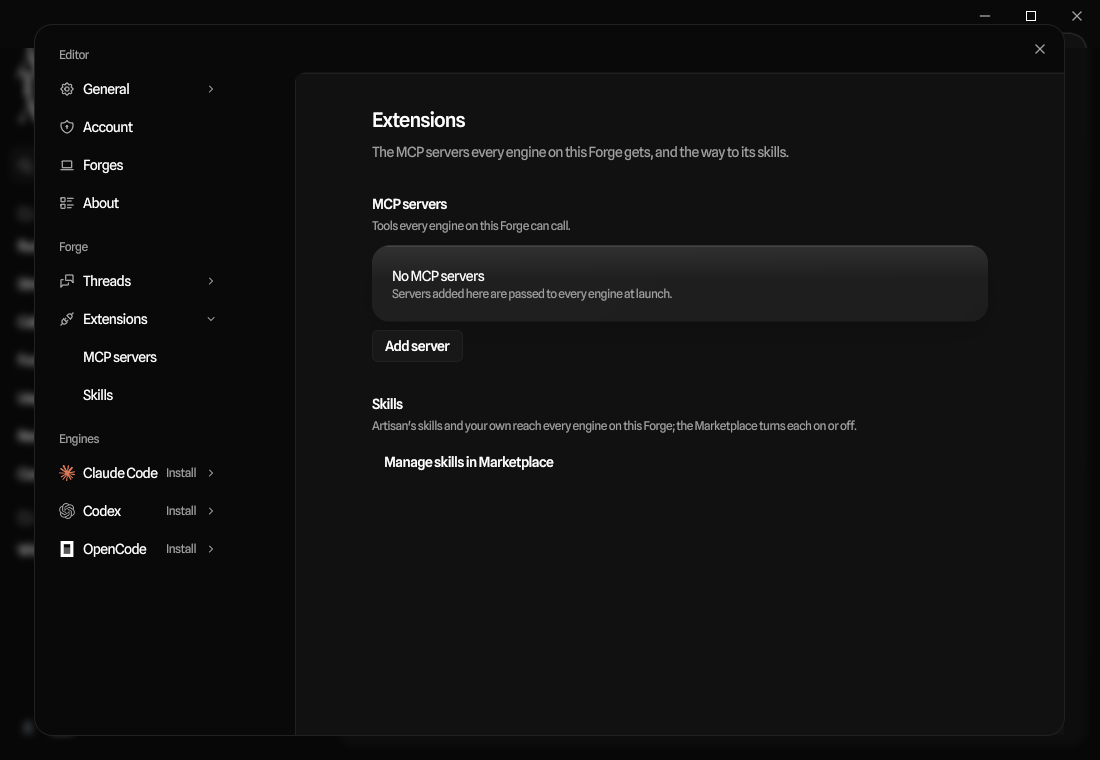 Editor
General
Account
Forges
About
Forge
Threads
Extensions
MCP servers
Skills
Engines
Claude Code Install
Codex Install
OpenCode Install
Extensions
The MCP servers every engine on this Forge gets, and the way to its skills.
MCP servers
Tools every engine on this Forge can call.
No MCP servers
Servers added here are passed to every engine at launch.
Add server
Skills
Artisan's skills and your own reach every engine on this Forge; the Marketplace turns each on or off.
Manage skills in Marketplace